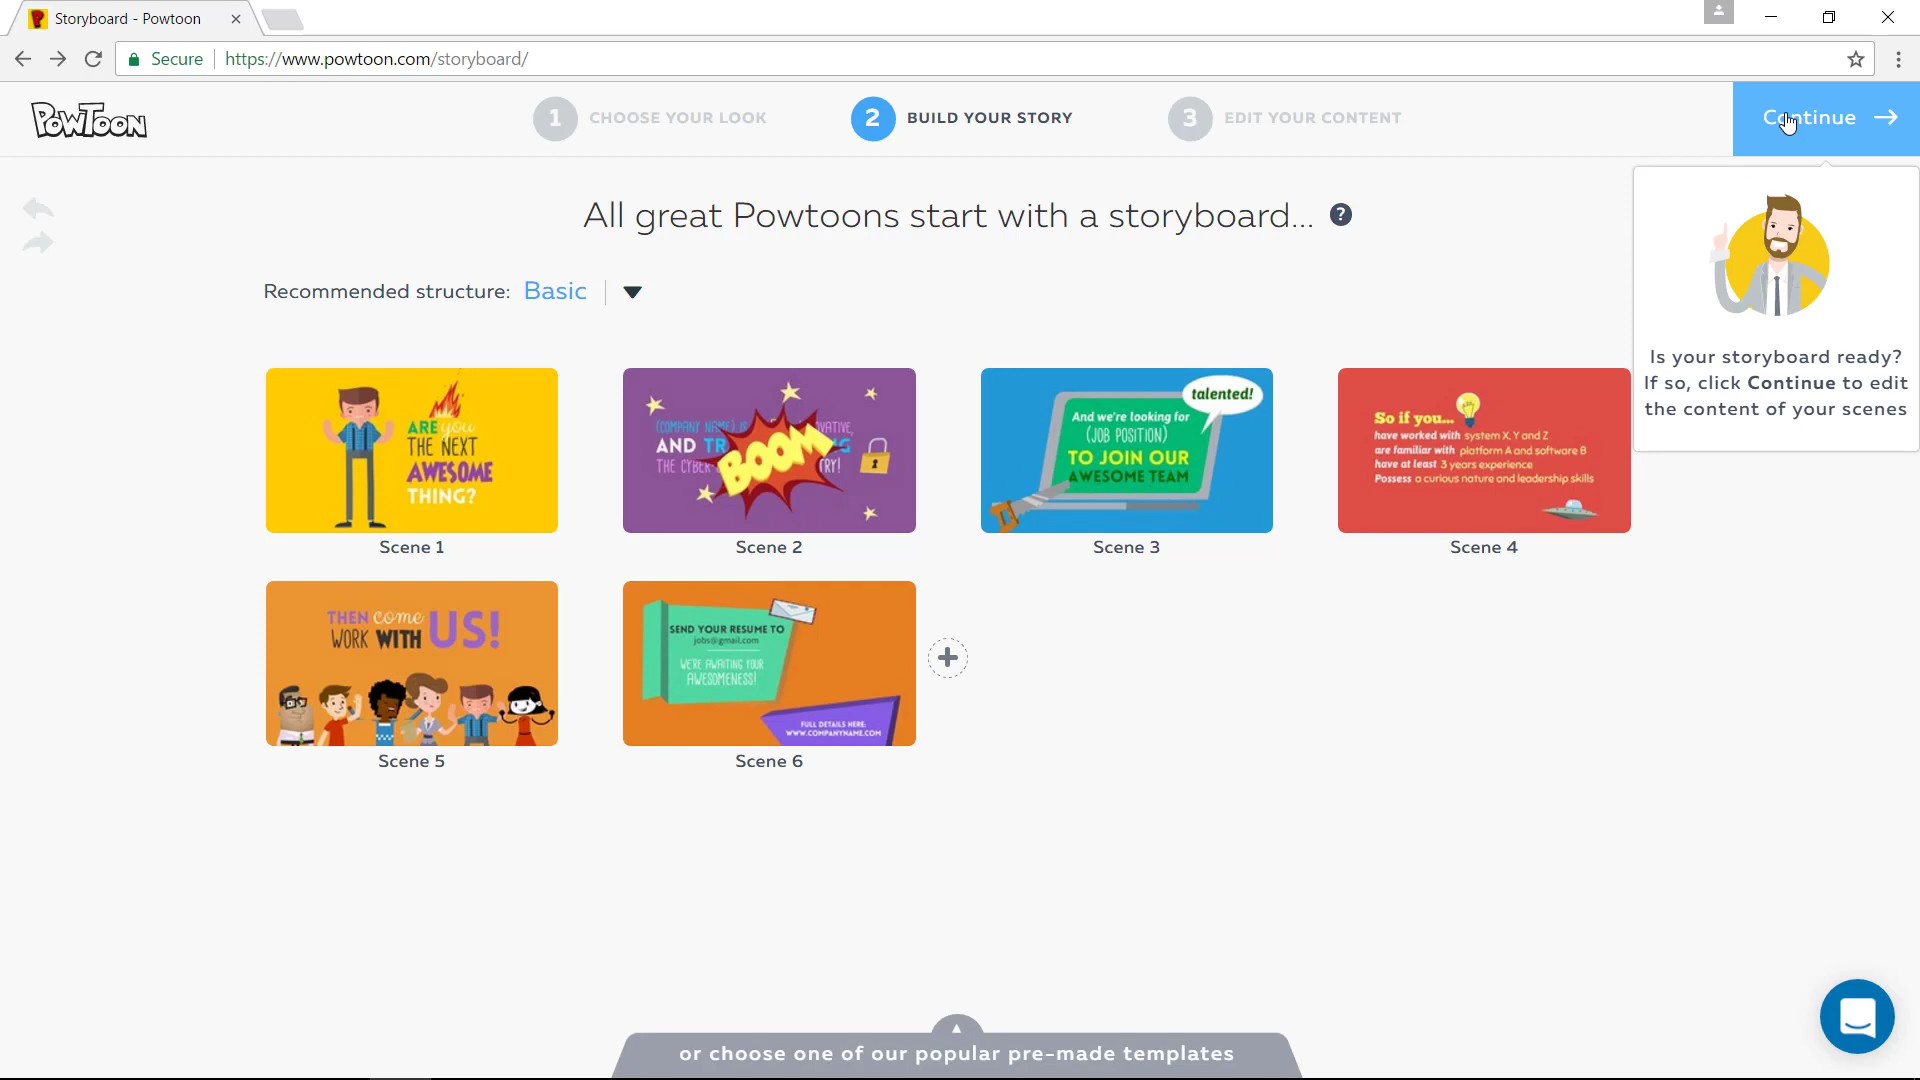 Storyboard - Powtoon
Secure
https://www.powtoon.com/storyboard/
PowToon
1 CHOOSE YOUR LOOK
2 BUILD YOUR STORY
3 EDIT YOUR CONTENT
Continue
All great Powtoons start with a storyboard... ?
Is your storyboard ready?
If so, click Continue to edit
the content of your scenes
Recommended structure: Basic
ARE you
THE NEXT
AWESOME
THING?
Scene 1
(COMPANY NAME) IS
AND
THE CYBER
BOOM
Scene 2
talented!
And we're looking for
(JOB POSITION)
TO JOIN OUR
AWESOME TEAM
Scene 3
So if you...
have worked with system X, Y and Z
are familiar with platform A and software B
have at least 3 years experience
Possess a curious nature and leadership skills
Scene 4
THEN come
WORK WITH US!
Scene 5
SEND YOUR RESUME TO
jobs@gmail.com
WE'RE AWAITING YOUR
AWESOMENESS!
FULL DETAILS HERE:
WWW.COMPANYNAME.COM
Scene 6
or choose one of our popular pre-made templates